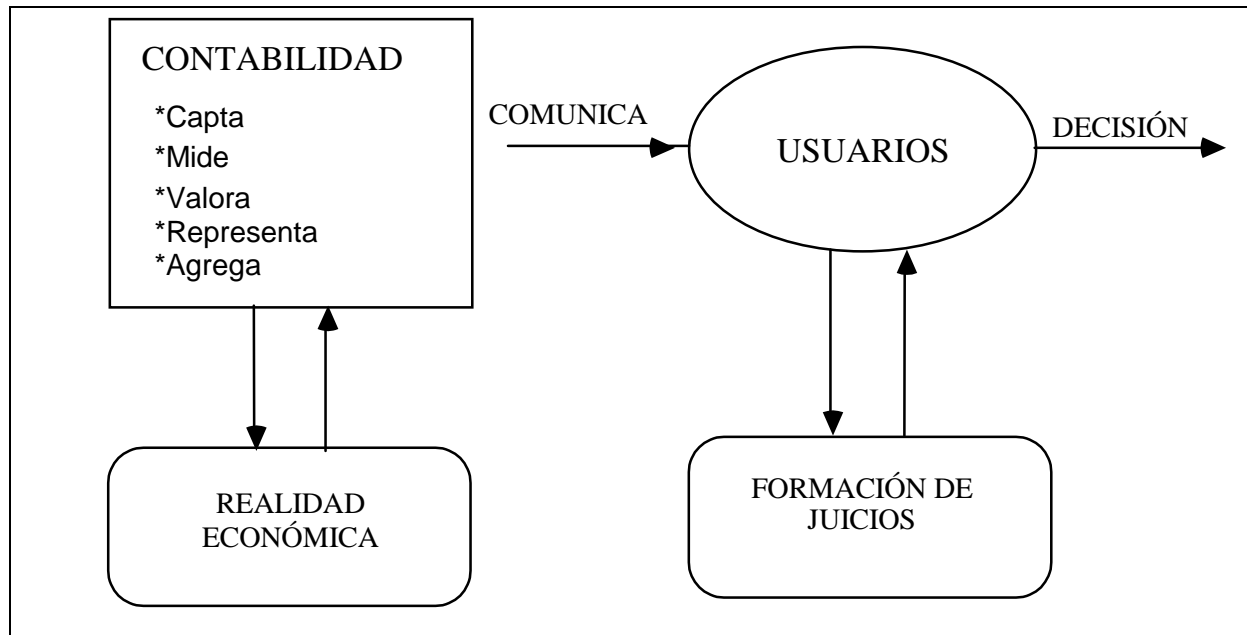 CONTABILIDAD
*Capta
*Mide
*Valora
*Representa
*Agrega
COMUNICA
USUARIOS
DECISIÓN
REALIDAD
ECONÓMICA
FORMACIÓN DE
JUICIOS